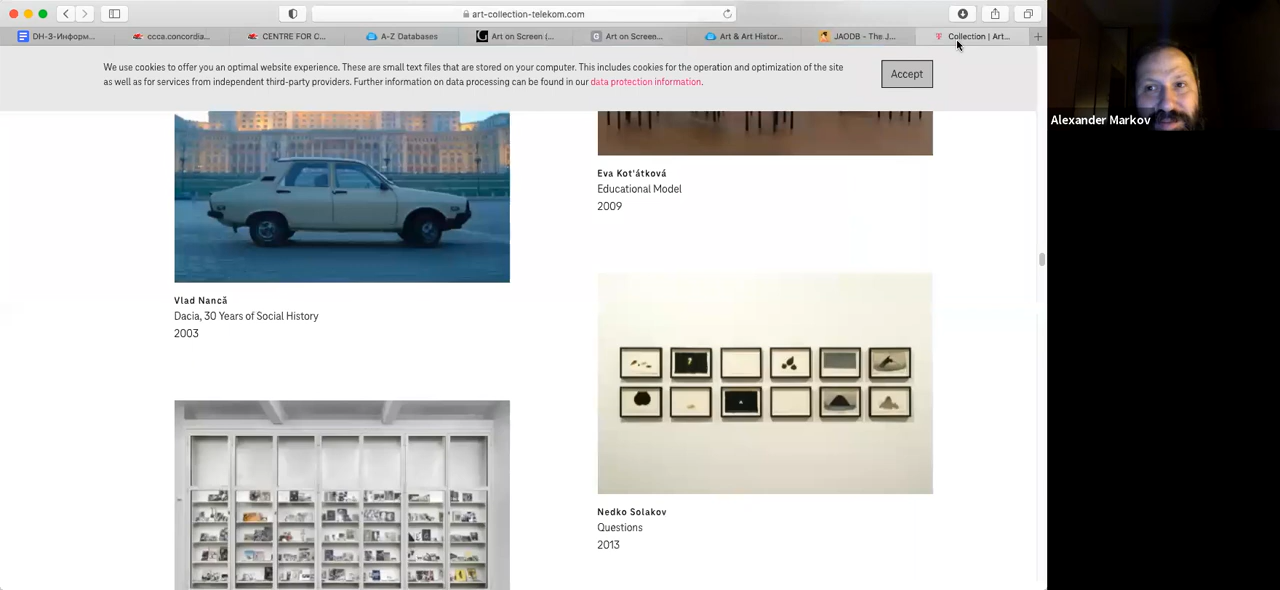 art-collection-telekom.com
DH-3-Информ...
ccca.concordia...
CENTRE FOR C...
A-Z Databases
Art on Screen (...
Art on Screen...
Art & Art Histor...
JAODB - The J...
Collection | Art...
We use cookies to offer you an optimal website experience. These are small text files that are stored on your computer. This includes cookies for the operation and optimization of the site
as well as for services from independent third-party providers. Further information on data processing can be found in our data protection information.
Accept
Alexander Markov
Eva Kot'átková
Educational Model
2009
Vlad Nancă
Dacia, 30 Years of Social History
2003
Nedko Solakov
Questions
2013